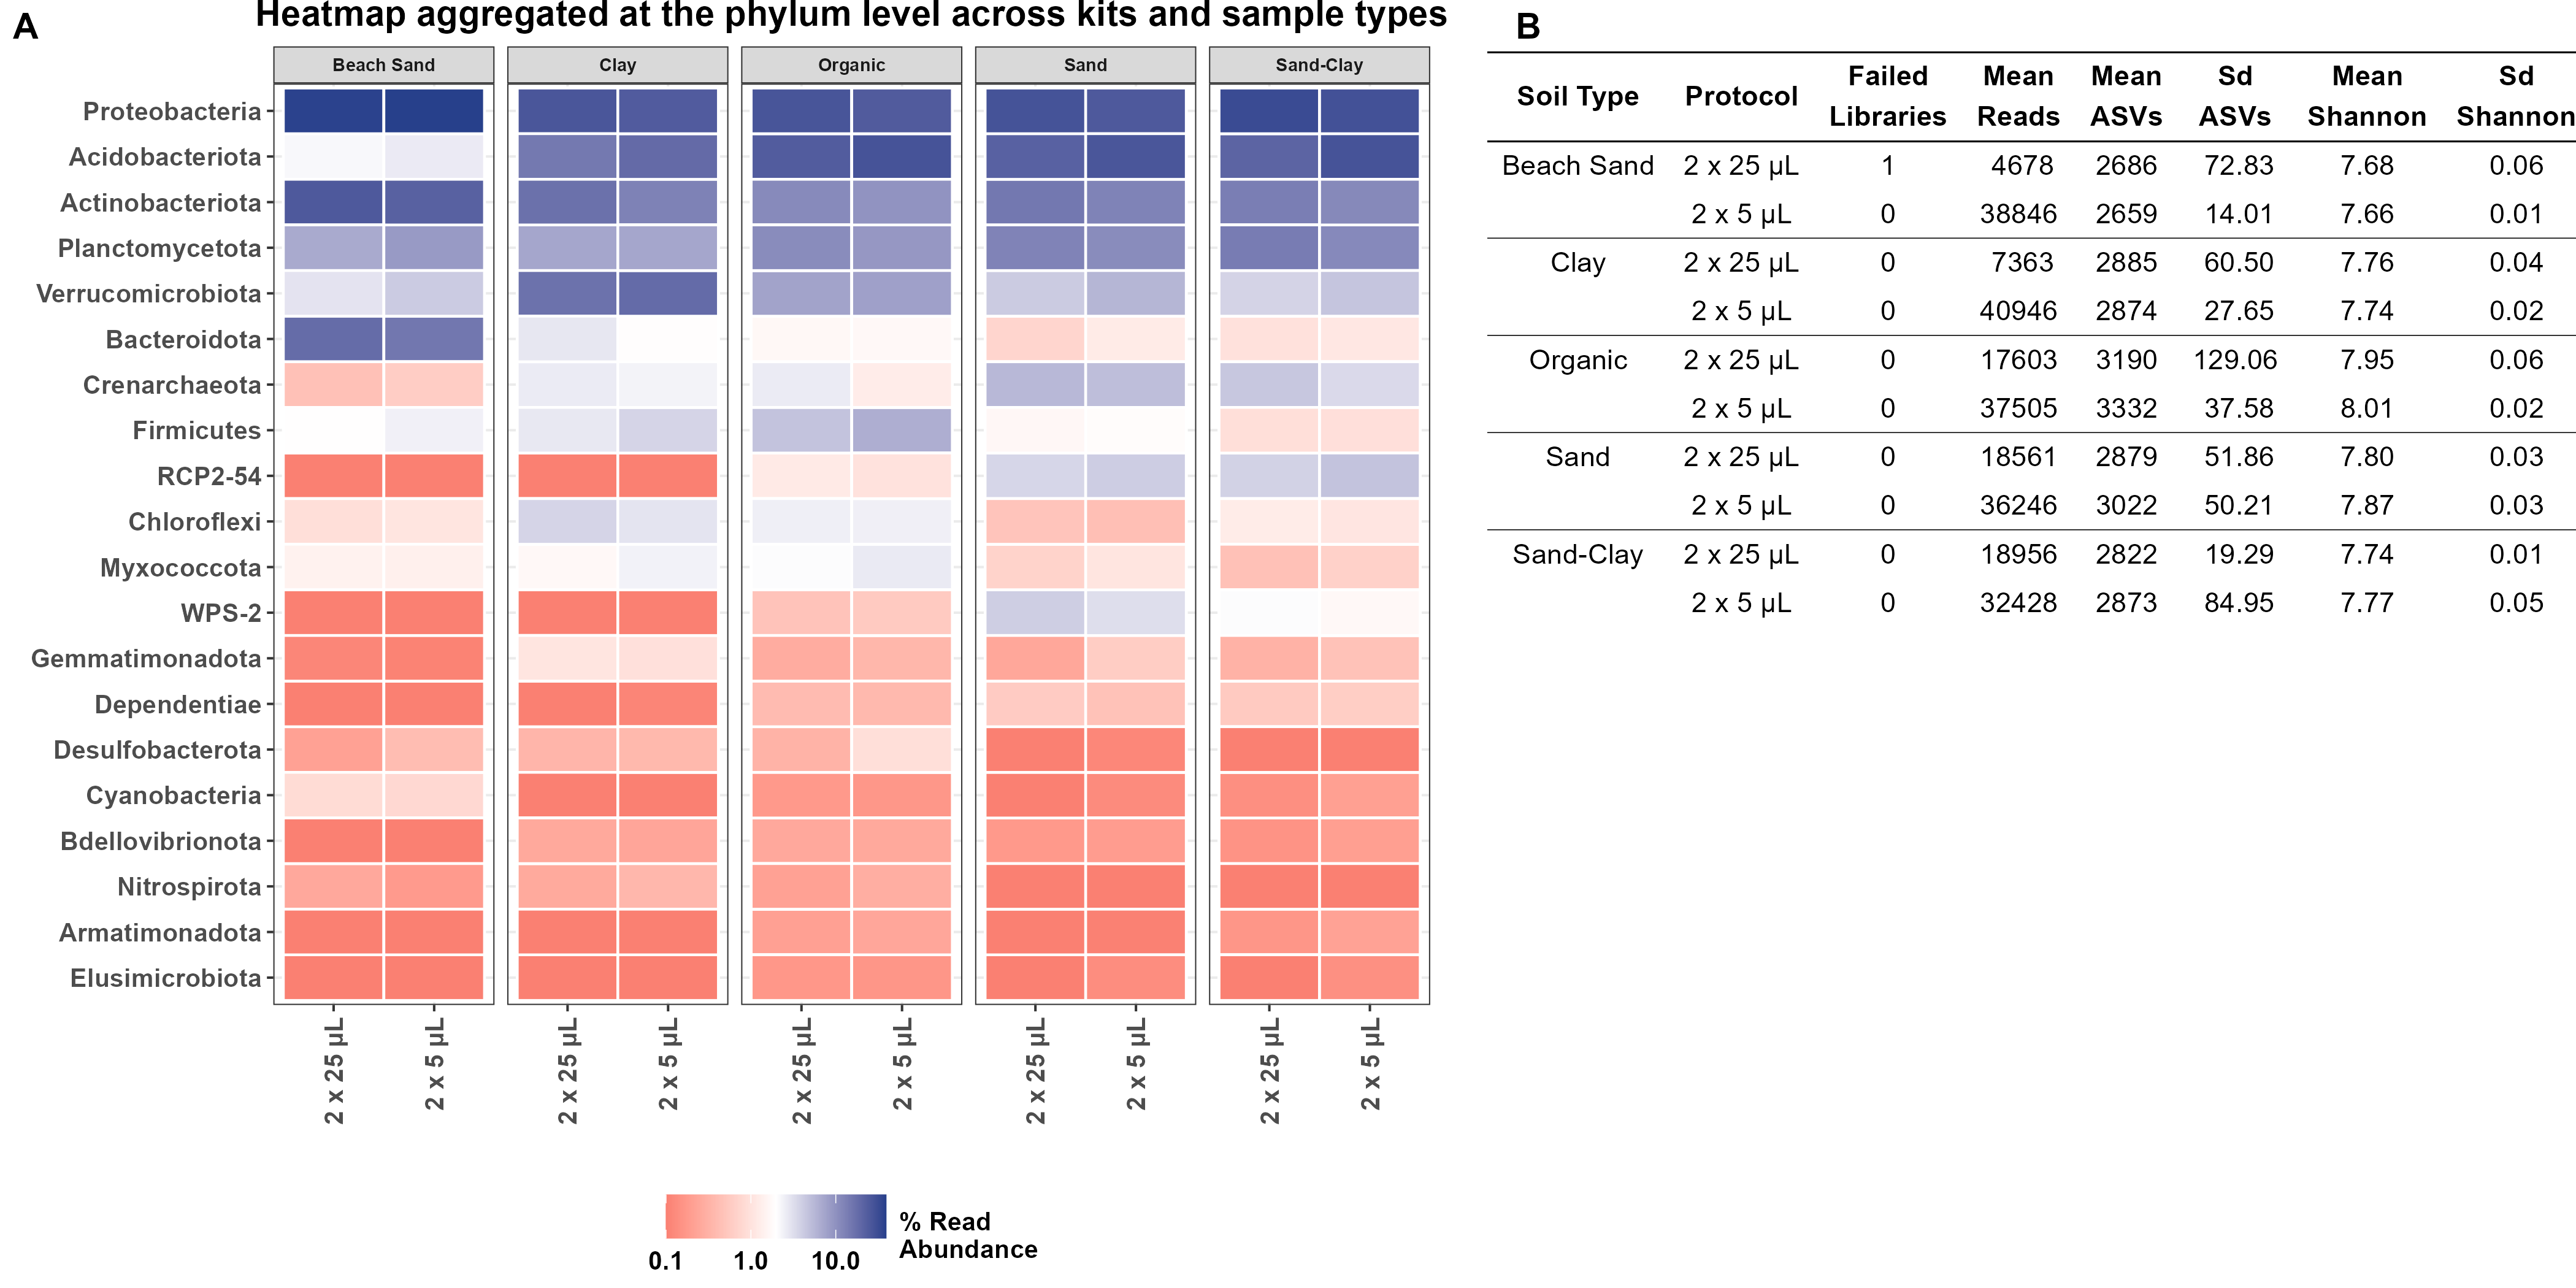 A
Heatmap aggregated at the phylum level across kits and sample types
Beach Sand Clay Organic Sand Sand-Clay
Proteobacteria
Acidobacteriota
Actinobacteriota
Planctomycetota
Verrucomicrobiota
Bacteroidota
Crenarchaeota
Firmicutes
RCP2-54
Chloroflexi
Myxococcota
WPS-2
Gemmatimonadota
Dependentiae
Desulfobacterota
Cyanobacteria
Bdellovibrionota
Nitrospirota
Armatimonadota
Elusimicrobiota
2 x 25 µL 2 x 5 µL 2 x 25 µL 2 x 5 µL 2 x 25 µL 2 x 5 µL 2 x 25 µL 2 x 5 µL 2 x 25 µL 2 x 5 µL
% Read
Abundance
0.1 1.0 10.0
B
Soil Type Protocol Failed Libraries Mean Reads Mean ASVs Sd ASVs Mean Shannon Sd Shannon
Beach Sand 2 x 25 µL 1 4678 2686 72.83 7.68 0.06
2 x 5 µL 0 38846 2659 14.01 7.66 0.01
Clay 2 x 25 µL 0 7363 2885 60.50 7.76 0.04
2 x 5 µL 0 40946 2874 27.65 7.74 0.02
Organic 2 x 25 µL 0 17603 3190 129.06 7.95 0.06
2 x 5 µL 0 37505 3332 37.58 8.01 0.02
Sand 2 x 25 µL 0 18561 2879 51.86 7.80 0.03
2 x 5 µL 0 36246 3022 50.21 7.87 0.03
Sand-Clay 2 x 25 µL 0 18956 2822 19.29 7.74 0.01
2 x 5 µL 0 32428 2873 84.95 7.77 0.05